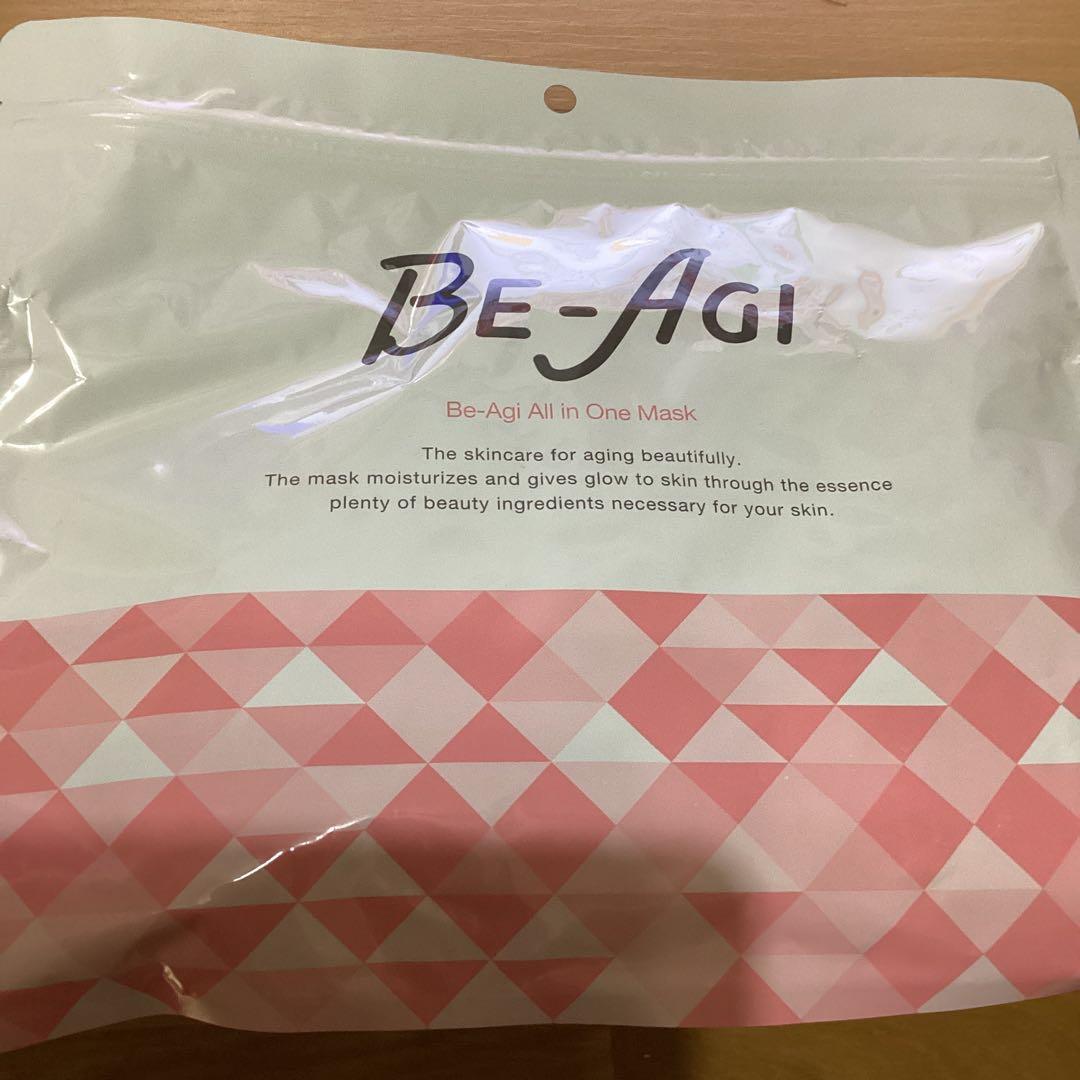 BE-AGI
Be-Agi All in One Mask
The skincare for aging beautifully.
The mask moisturizes and gives glow to skin through the essence
plenty of beauty ingredients necessary for your skin.